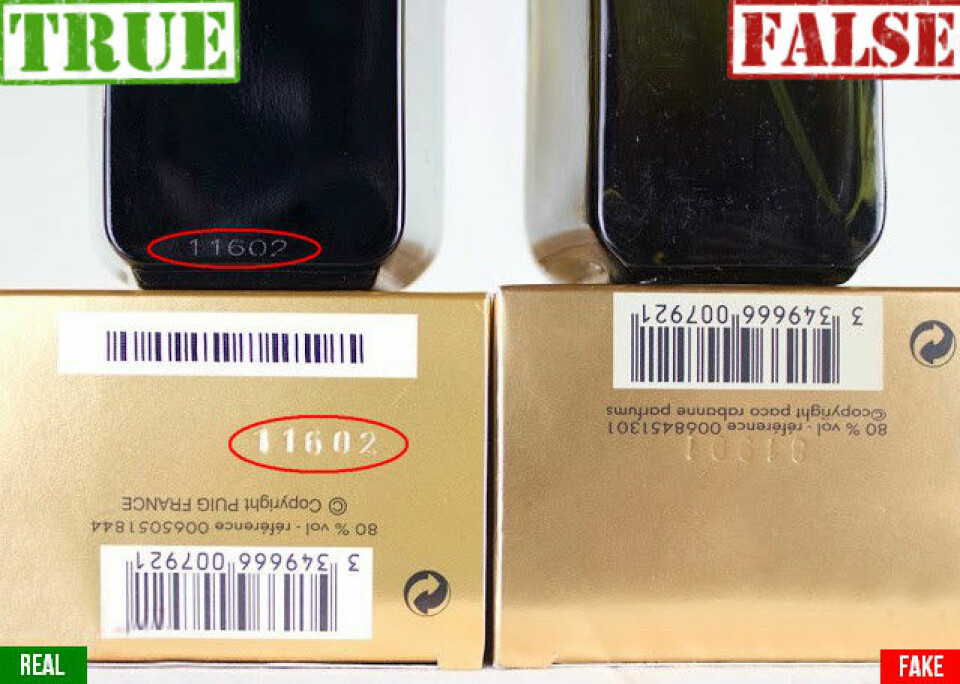 TRUE
FALSE
11602
11602
3 349666 007921
80 % vol - référence 0065051844
© Copyright PUIG FRANCE
80 % vol - référence 0068451301
©copyright paco rabanne parfums
3 349666 007921
REAL
FAKE